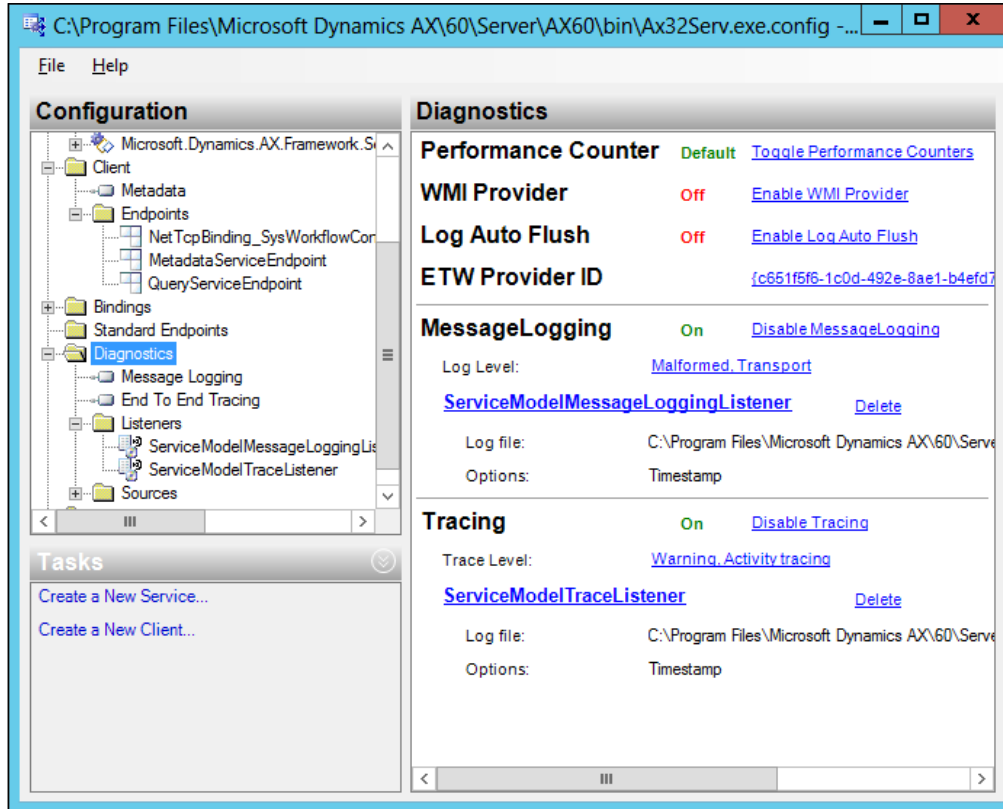 C:\Program Files\Microsoft Dynamics AX\60\Server\AX60\bin\Ax32Serv.exe.config -...
File Help
Configuration
Microsoft.Dynamics.AX.Framework.S
Client
Metadata
Endpoints
NetTcpBinding_SysWorkflowCon
MetadataServiceEndpoint
QueryServiceEndpoint
Bindings
Standard Endpoints
Diagnostics
Message Logging
End To End Tracing
Listeners
ServiceModelMessageLoggingLis
ServiceModelTraceListener
Sources
Tasks
Create a New Service...
Create a New Client...
Diagnostics
Performance Counter Default Toggle Performance Counters
WMI Provider Off Enable WMI Provider
Log Auto Flush Off Enable Log Auto Flush
ETW Provider ID {c651f5f6-1c0d-492e-8ae1-b4efd7
MessageLogging On Disable MessageLogging
Log Level: Malformed, Transport
ServiceModelMessageLoggingListener Delete
Log file: C:\Program Files\Microsoft Dynamics AX\60\Serve
Options: Timestamp
Tracing On Disable Tracing
Trace Level: Warning, Activity tracing
ServiceModelTraceListener Delete
Log file: C:\Program Files\Microsoft Dynamics AX\60\Serve
Options: Timestamp